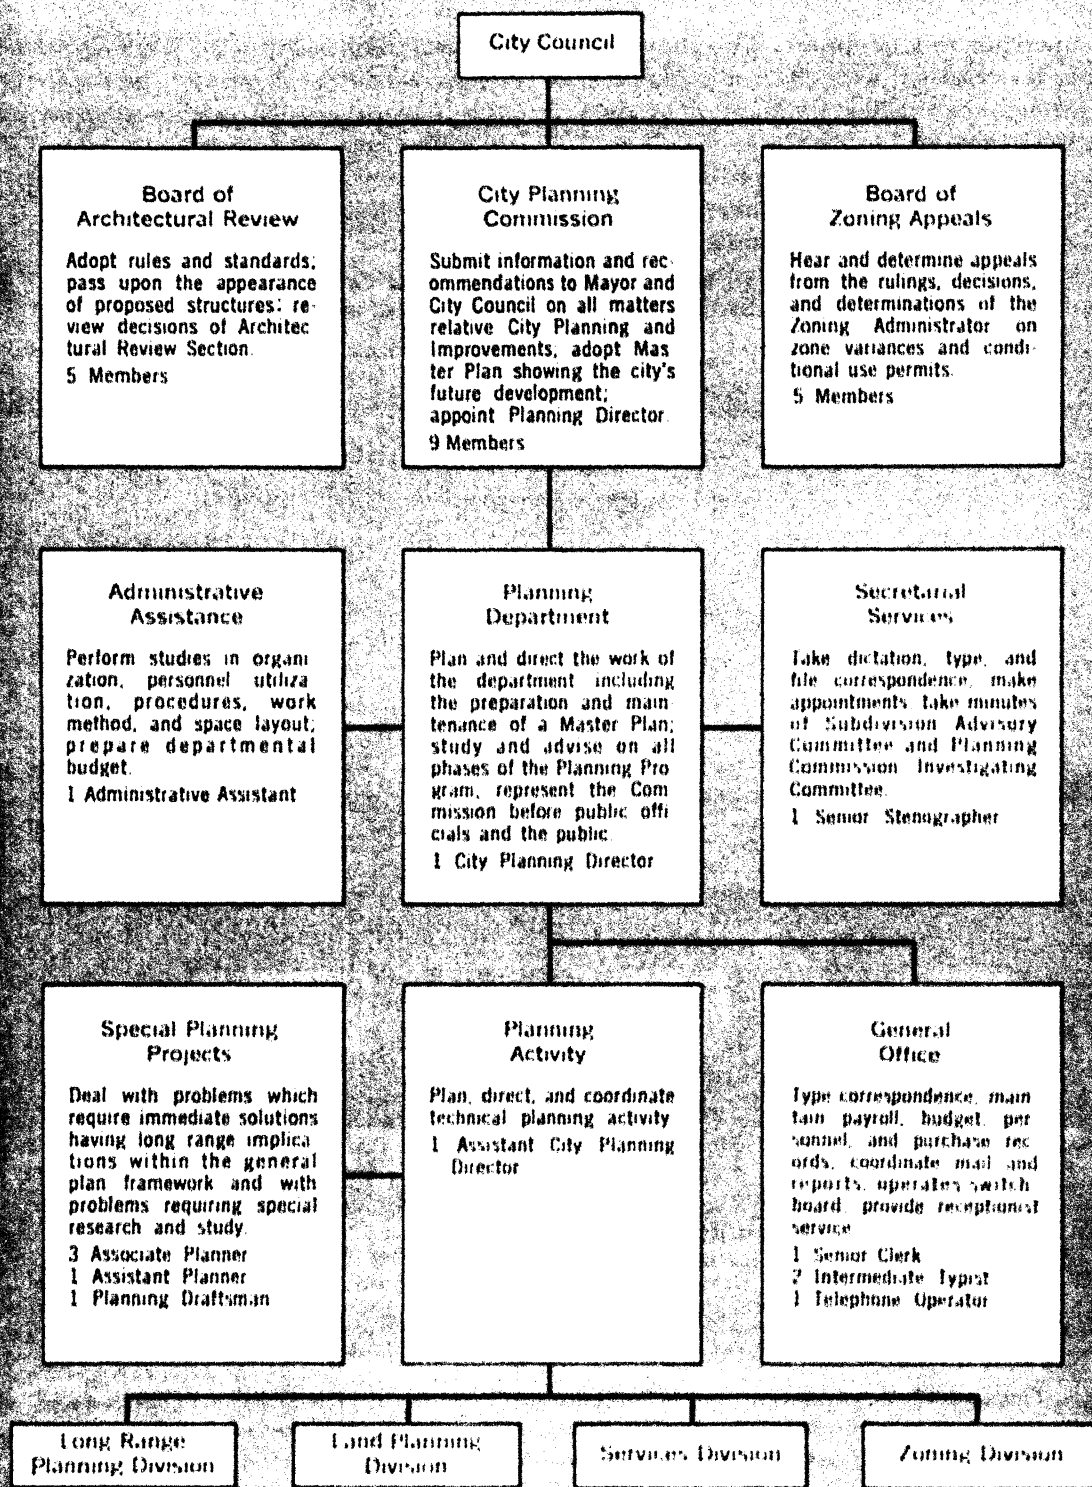 City Council
Board of
Architectural Review
Adopt rules and standards;
pass upon the appearance
of proposed structures; re-
view decisions of Architec
tural Review Section.
5 Members
City Planning
Commission
Submit information and rec-
ommendations to Mayor and
City Council on all matters
relative City Planning and
Improvements; adopt Mas
ter Plan showing the city's
future development;
appoint Planning Director.
9 Members
Board of
Zoning Appeals
Hear and determine appeals
from the rulings, decisions,
and determinations of the
Zoning Administrator on
zone variances and condi-
tional use permits.
5 Members
Administrative
Assistance
Perform studies in organi
zation, personnel utiliza
tion, procedures, work
method, and space layout;
prepare departmental
budget.
1 Administrative Assistant
Planning
Department
Plan and direct the work of
the department including
the preparation and main
tenance of a Master Plan;
study and advise on all
phases of the Planning Pro
gram, represent the Com
mission before public offi
cials and the public.
1 City Planning Director
Secretarial
Services
Take dictation, type, and
file correspondence, make
appointments, take minutes
of Subdivision Advisory
Committee and Planning
Commission Investigating
Committee.
1 Senior Stenographer
Special Planning
Projects
Deal with problems which
require immediate solutions
having long range implica
tions within the general
plan framework and with
problems requiring special
research and study.
3 Associate Planner
1 Assistant Planner
1 Planning Draftsman
Planning
Activity
Plan, direct, and coordinate
technical planning activity
1 Assistant City Planning
Director
General
Office
Type correspondence, main
tain payroll, budget, per
sonnel, and purchase rec
ords, coordinate mail and
reports, operates switch
board, provide receptionist
service
1 Senior Clerk
2 Intermediate Typist
1 Telephone Operator
Long Range
Planning Division
Land Planning
Division
Services Division
Zoning Division